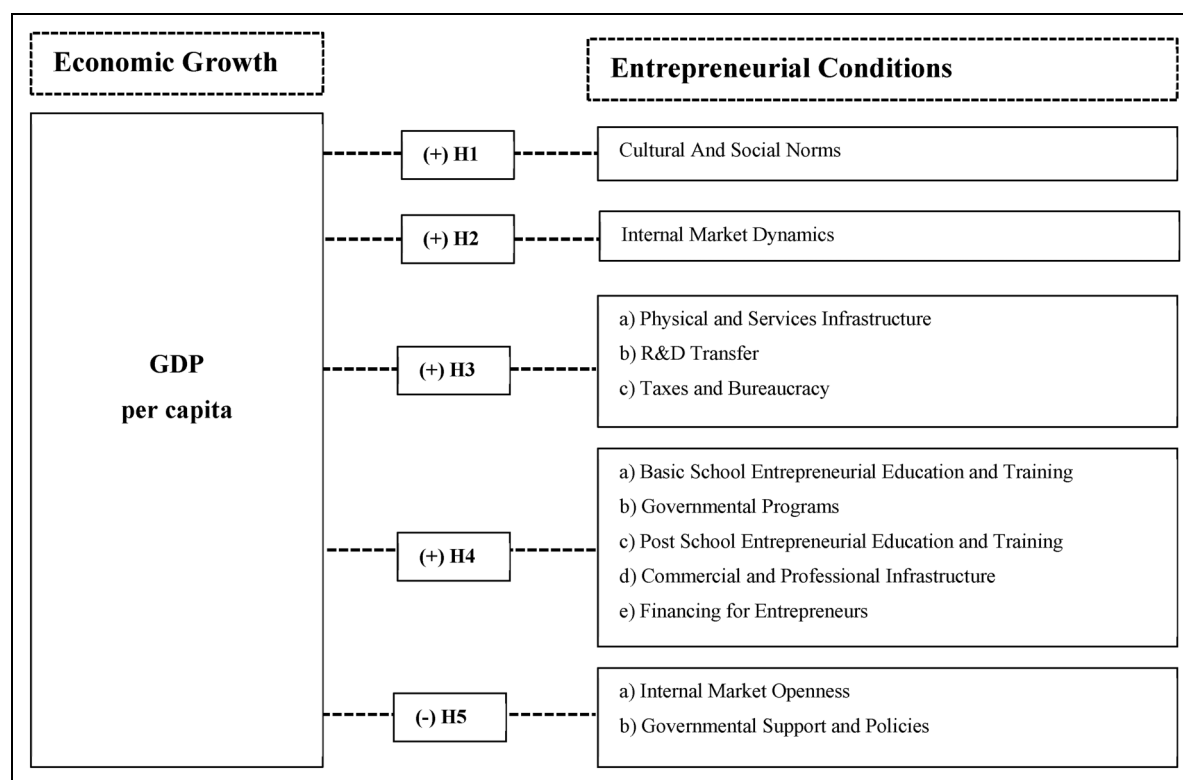 Economic Growth
Entrepreneurial Conditions
GDP
per capita
(+) H1
Cultural And Social Norms
(+) H2
Internal Market Dynamics
(+) H3
a) Physical and Services Infrastructure
b) R&D Transfer
c) Taxes and Bureaucracy
(+) H4
a) Basic School Entrepreneurial Education and Training
b) Governmental Programs
c) Post School Entrepreneurial Education and Training
d) Commercial and Professional Infrastructure
e) Financing for Entrepreneurs
(-) H5
a) Internal Market Openness
b) Governmental Support and Policies